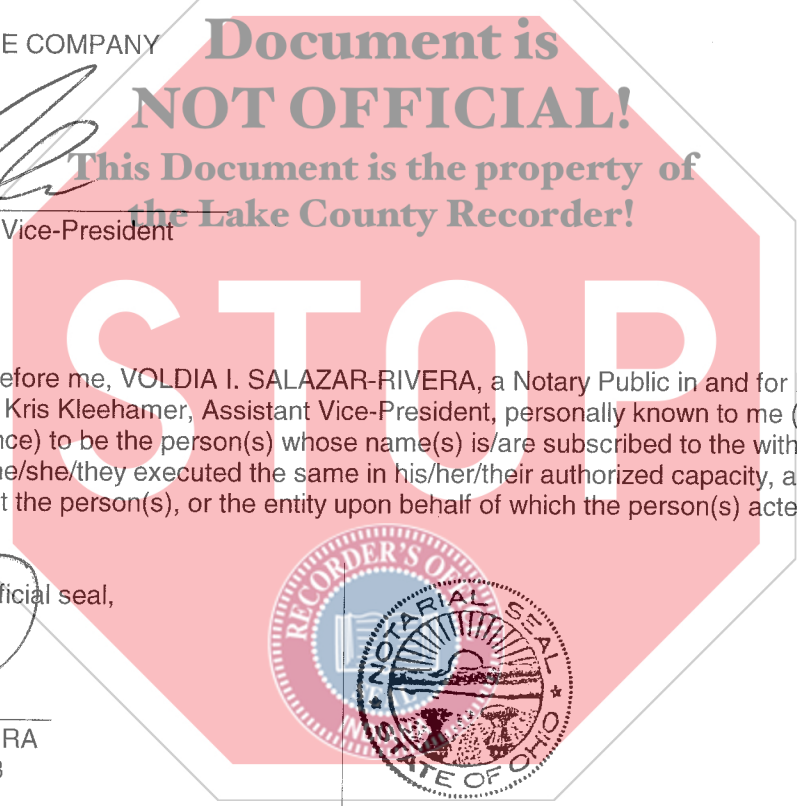 E COMPANY
Document is
NOT OFFICIAL!
This Document is the property of
the Lake County Recorder!
Vice-President
STOP
efore me, VOLDIA I. SALAZAR-RIVERA, a Notary Public in and for
Kris Kleehamer, Assistant Vice-President, personally known to me (
nce) to be the person(s) whose name(s) is/are subscribed to the with
ne/she/they executed the same in his/her/their authorized capacity, a
t the person(s), or the entity upon behalf of which the person(s) acte
ficial seal,
RECORDER'S OF
SEAL
NOTARIAL SEAL
STATE OF OHIO
RA